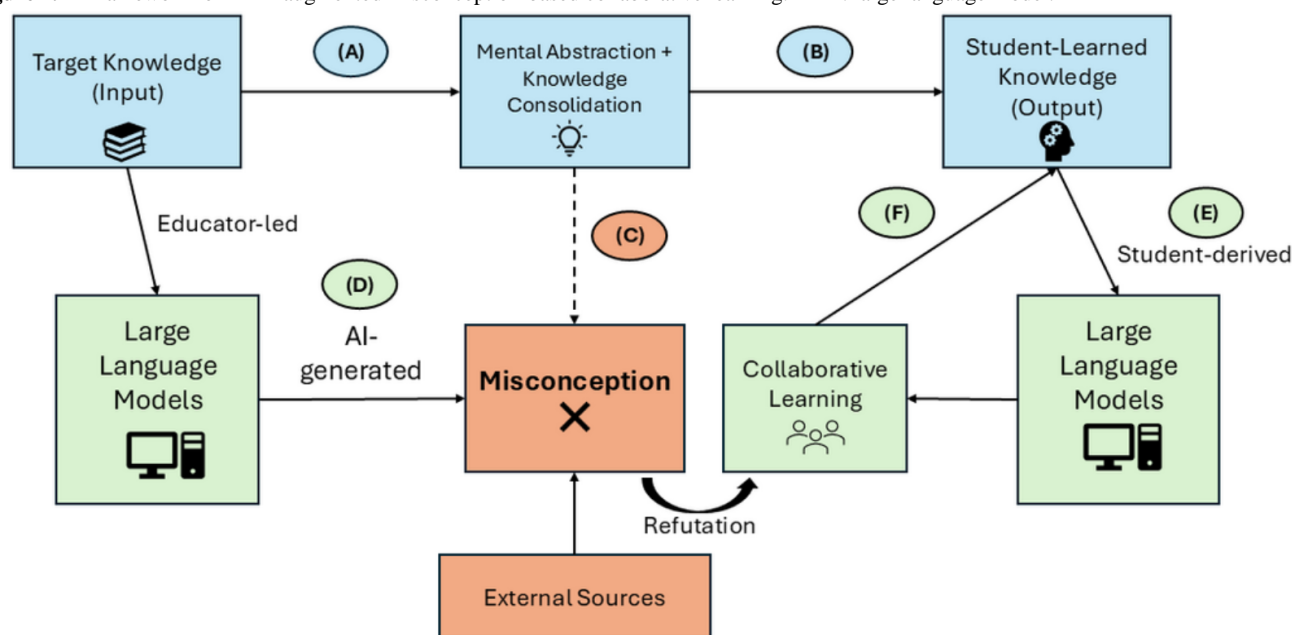 Target Knowledge
(Input)
(A)
Mental Abstraction +
Knowledge
Consolidation
(B)
Student-Learned
Knowledge
(Output)
Educator-led
(C)
(F)
(E)
Student-derived
(D)
AI-
generated
Large
Language
Models
Misconception
Collaborative
Learning
Large
Language
Models
Refutation
External Sources